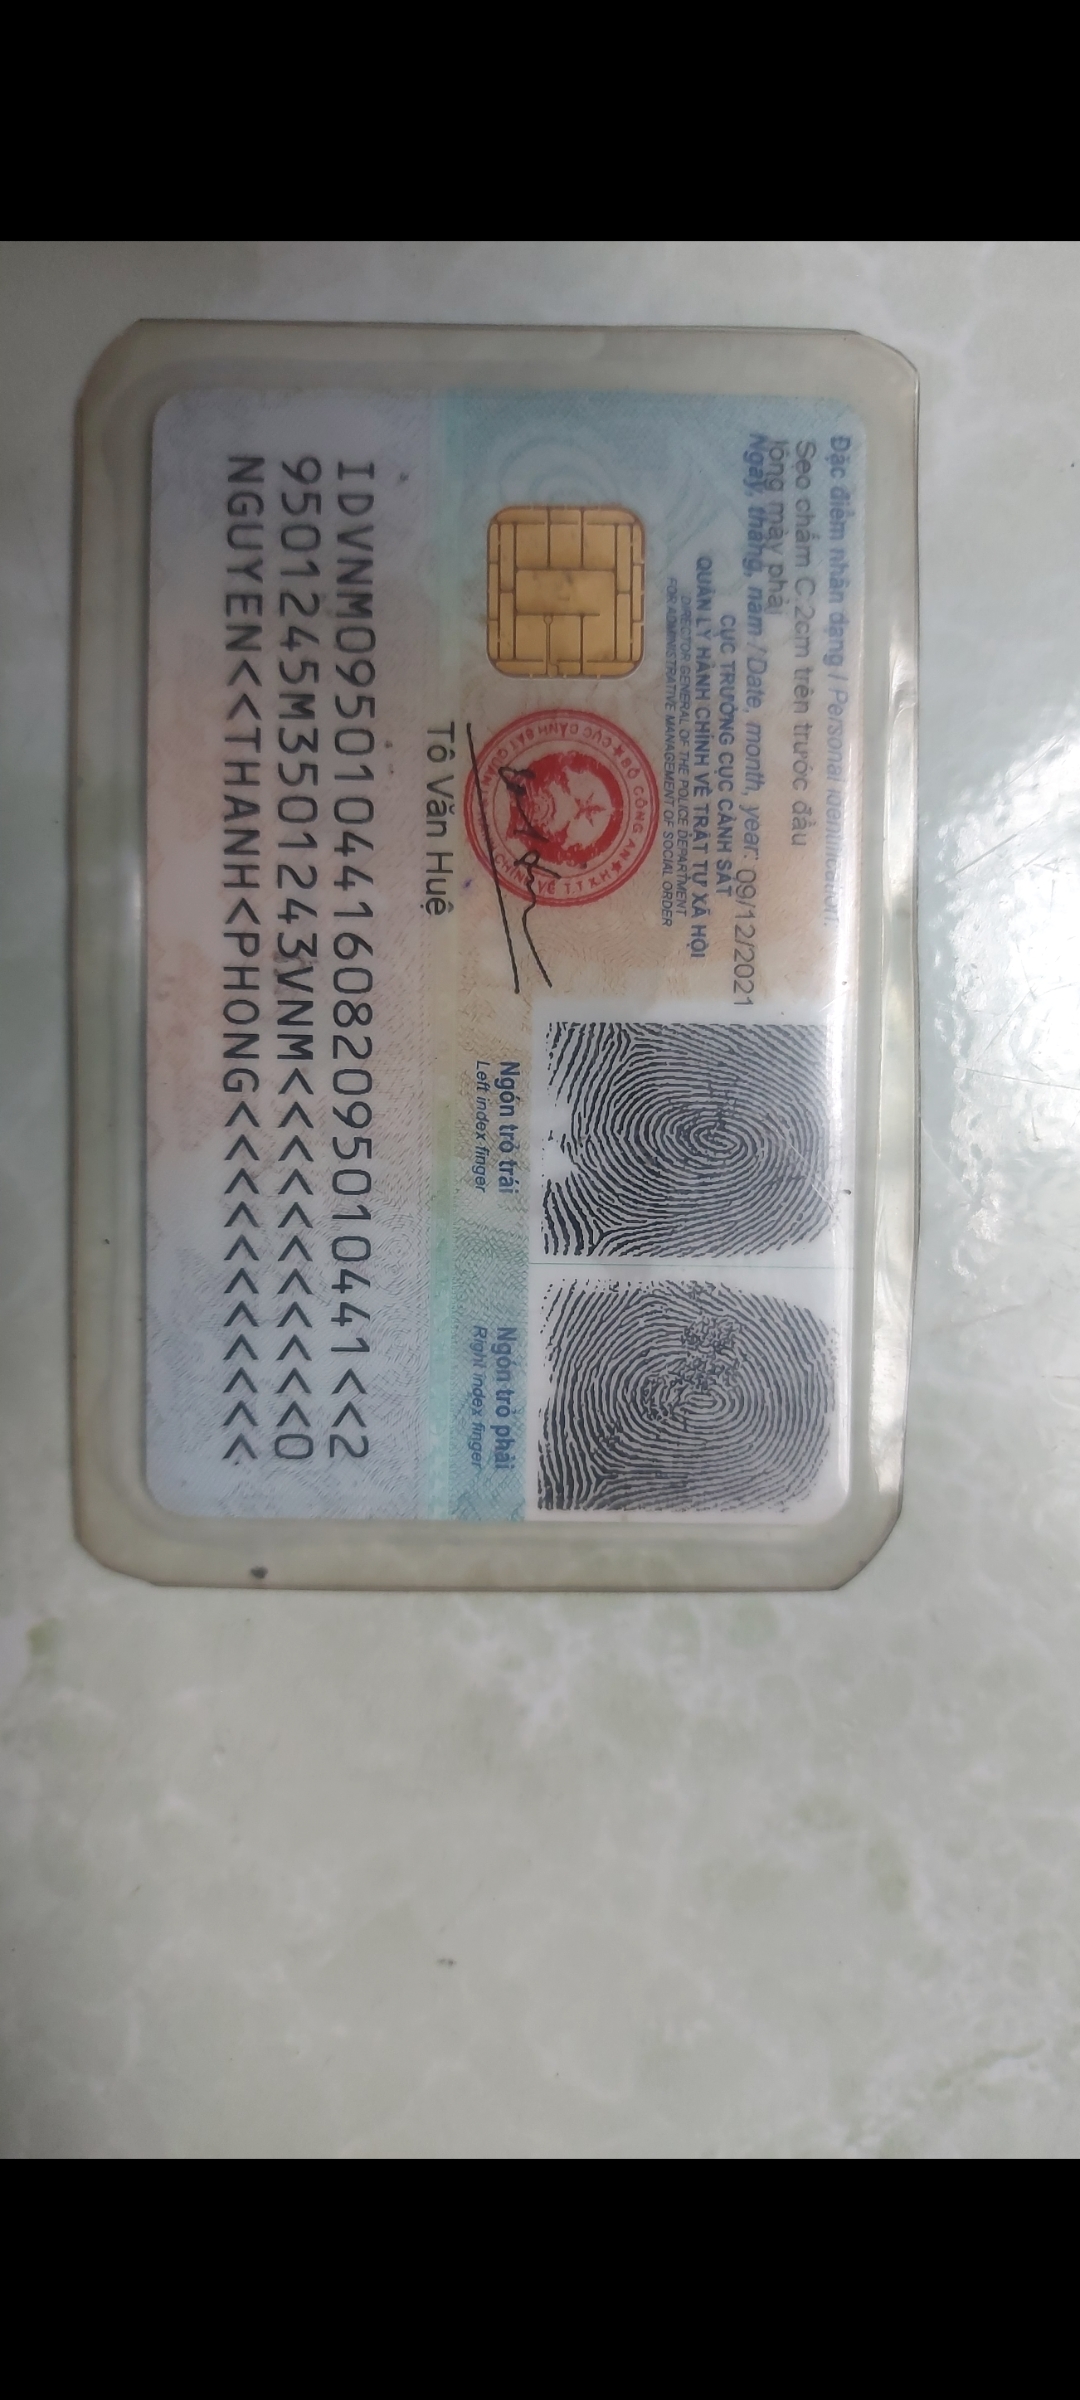 Đặc điểm nhân dạng / Personal identification:
Sẹo chấm C:2cm trên trước đầu
lông mày phải
Ngày, tháng, năm / Date, month, year: 09/12/2021
CỤC TRƯỞNG CỤC CẢNH SÁT
QUẢN LÝ HÀNH CHÍNH VỀ TRẬT TỰ XÃ HỘI
DIRECTOR GENERAL OF THE POLICE DEPARTMENT
FOR ADMINISTRATIVE MANAGEMENT OF SOCIAL ORDER
BỘ CÔNG AN
Tô Văn Huệ
Ngón trỏ trái
Left index finger
Ngón trỏ phải
Right index finger
IDVNM0950104416082095010441<<2
9501245M3501243VNM<<<<<<<<<<<0
NGUYEN<<THANH<PHONG<<<<<<<<<<<